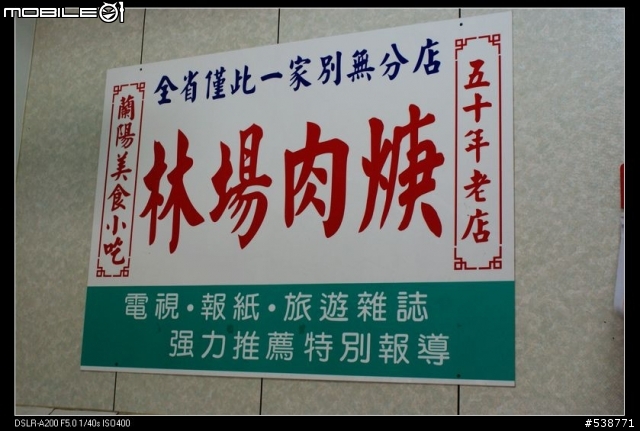 MOBILE01
全省僅此一家別無分店
五十年老店
林場肉焿
蘭陽美食小吃
電視·報紙·旅遊雜誌
强力推薦特別報導
DSLR-A200 F5.0 1/40s ISO400
#538771